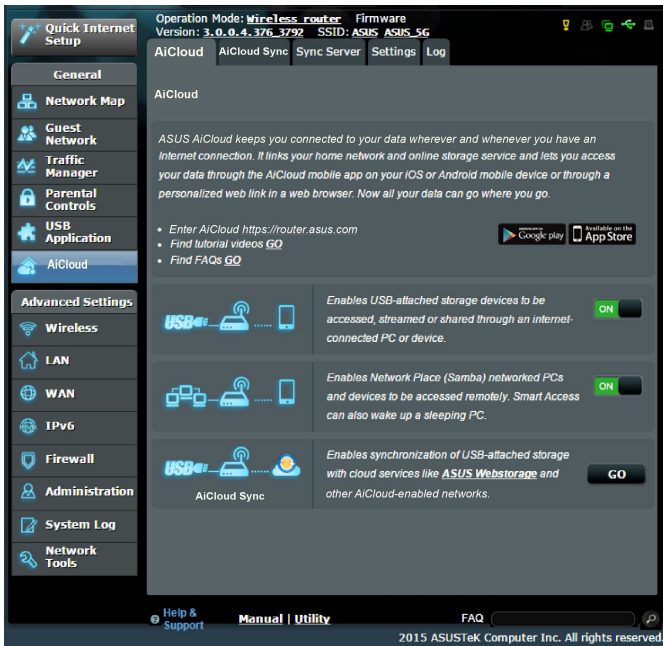 Quick Internet
Setup
Operation Mode: Wireless router Firmware
Version: 3.0.0.4.376_3792 SSID: ASUS ASUS_5G
AiCloud
AiCloud Sync
Sync Server
Settings
Log
General
Network Map
Guest
Network
Traffic
Manager
Parental
Controls
USB
Application
AiCloud
Advanced Settings
Wireless
LAN
WAN
IPv6
Firewall
Administration
System Log
Network
Tools
AiCloud
ASUS AiCloud keeps you connected to your data wherever and whenever you have an
Internet connection. It links your home network and online storage service and lets you access
your data through the AiCloud mobile app on your iOS or Android mobile device or through a
personalized web link in a web browser. Now all your data can go where you go.
• Enter AiCloud https://router.asus.com
• Find tutorial videos GO
• Find FAQs GO
Google play
Available on the
App Store
USB
Enables USB-attached storage devices to be
accessed, streamed or shared through an internet-
connected PC or device.
ON
Enables Network Place (Samba) networked PCs
and devices to be accessed remotely. Smart Access
can also wake up a sleeping PC.
ON
USB
AiCloud Sync
Enables synchronization of USB-attached storage
with cloud services like ASUS Webstorage and
other AiCloud-enabled networks.
GO
Help &
Support
Manual | Utility
FAQ
2015 ASUSTeK Computer Inc. All rights reserved.